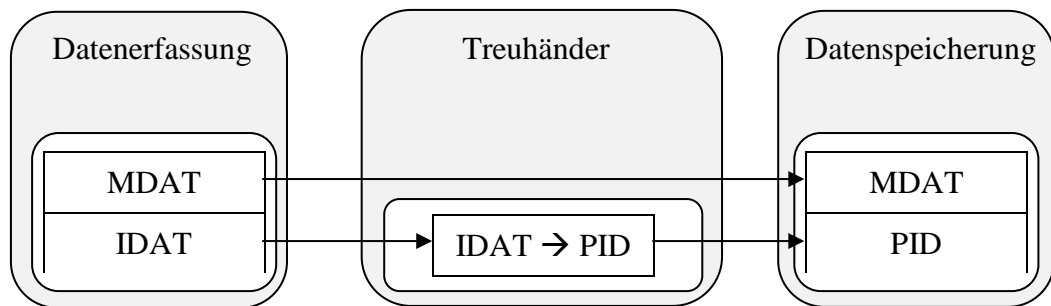 Datenerfassung
Treuhänder
Datenspeicherung
MDAT
MDAT
IDAT
IDAT → PID
PID